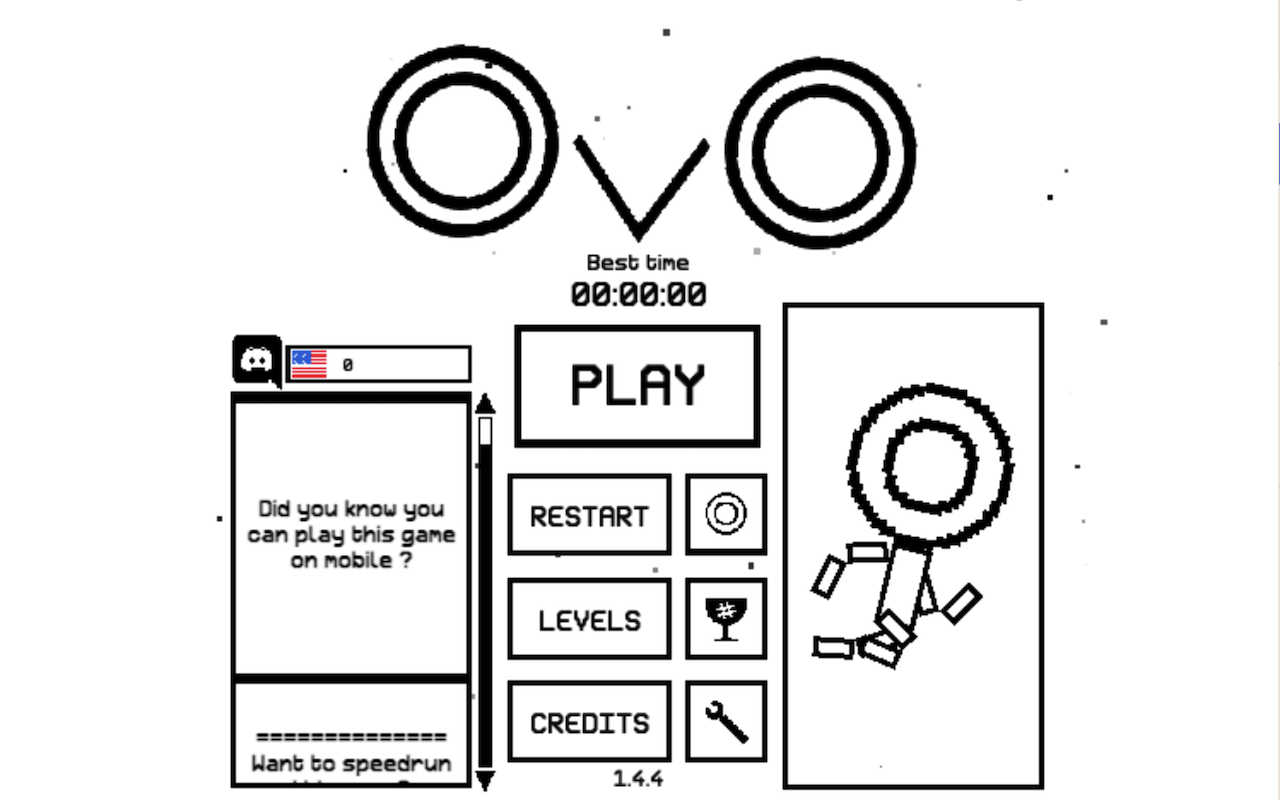 OVO
Best time
00:00:00
0
PLAY
Did you know you
can play this game
on mobile ?
RESTART
LEVELS
CREDITS
==============
Want to speedrun
1.4.4